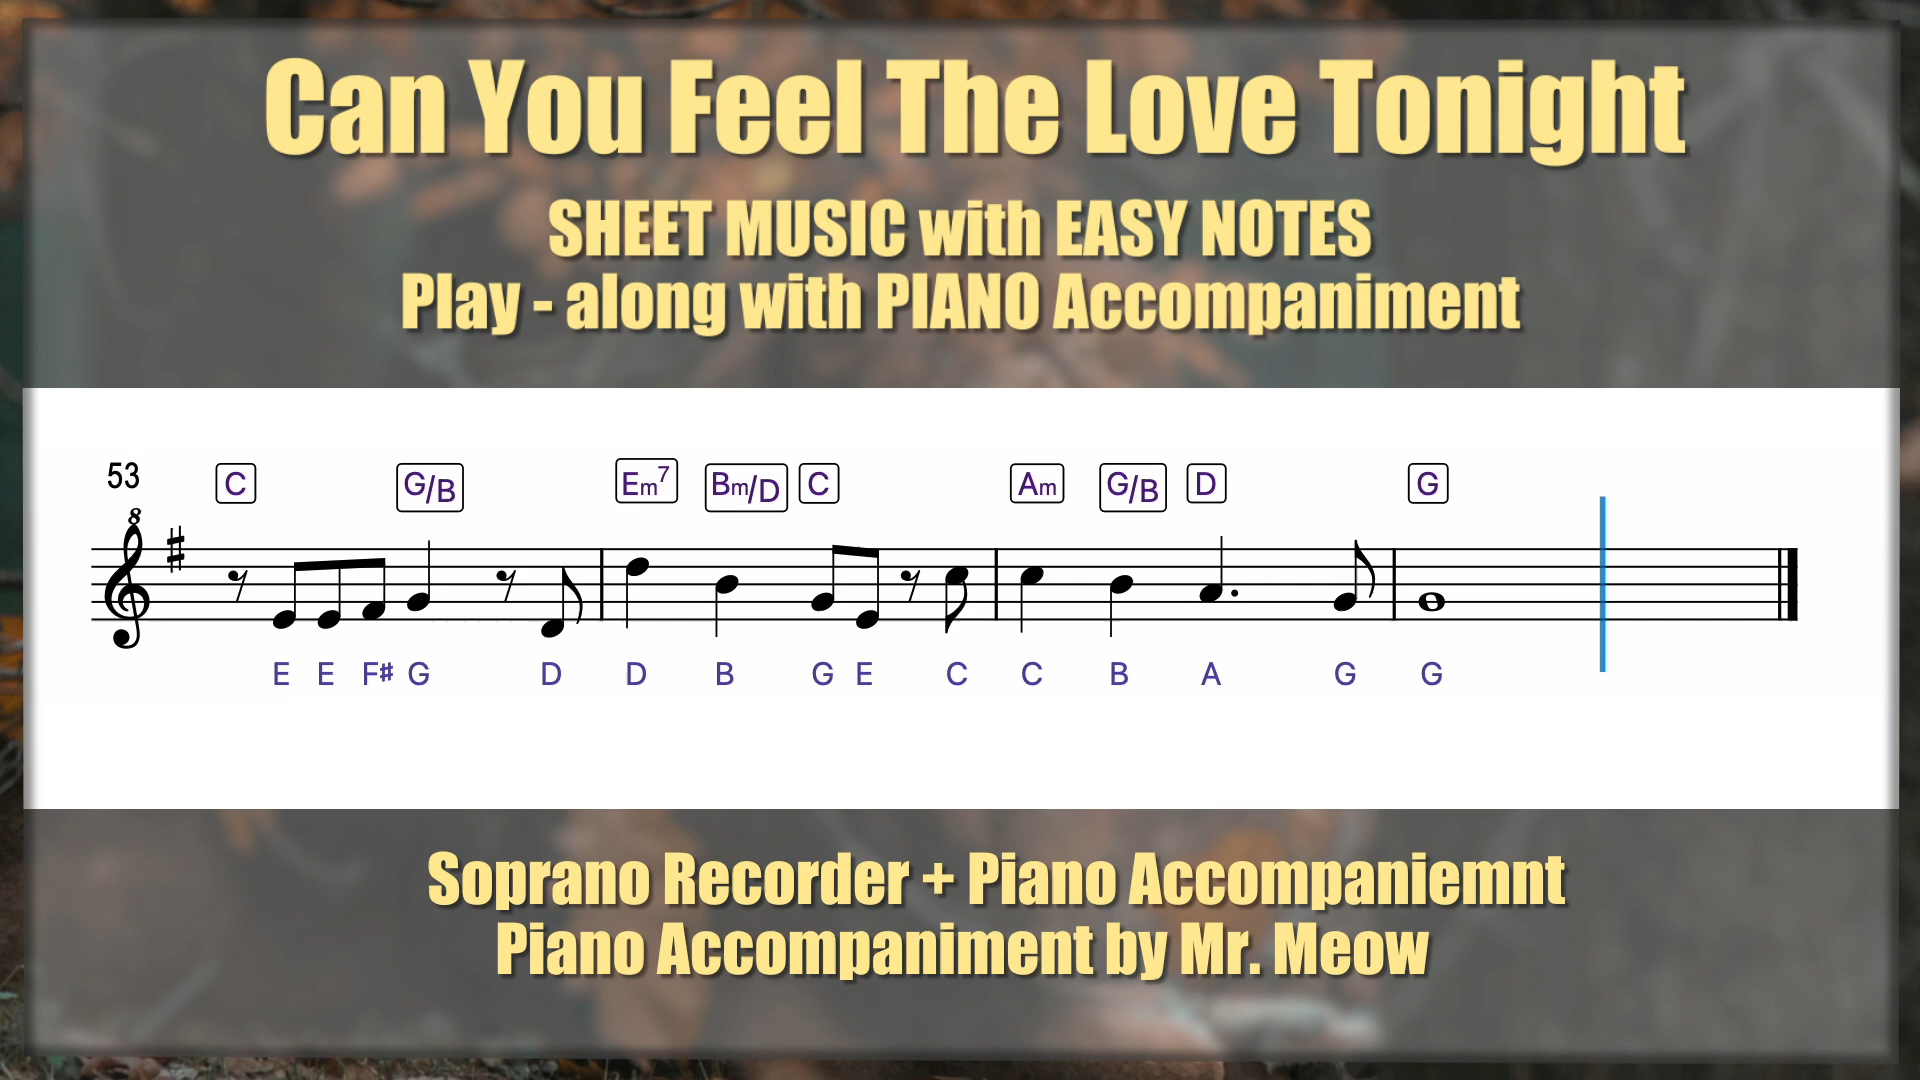 Can You Feel The Love Tonight
SHEET MUSIC with EASY NOTES
Play - along with PIANO Accompaniment
53 C G/B Em7 Bm/D C Am G/B D G
8
E E F# G D D B G E C C B A G G
Soprano Recorder + Piano Accompaniemnt
Piano Accompaniment by Mr. Meow